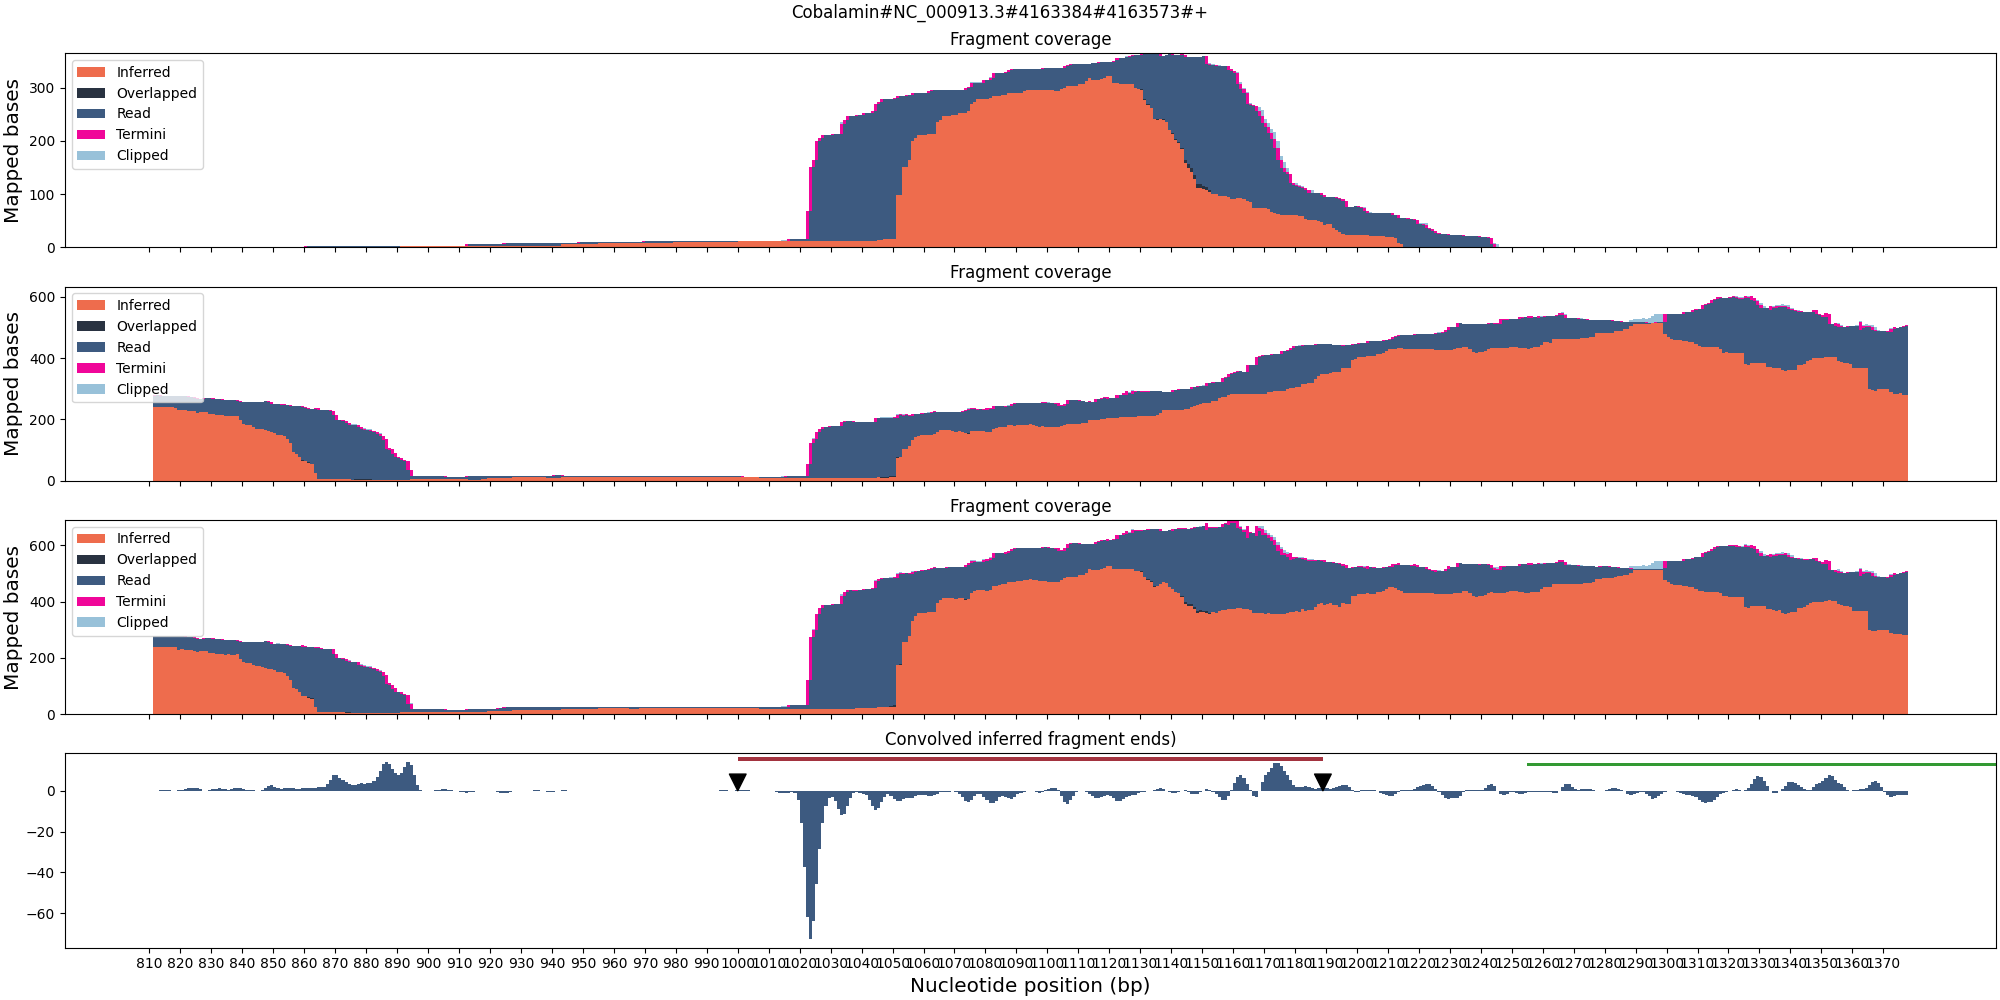 Cobalamin#NC_000913.3#4163384#4163573#+
Fragment coverage
Mapped bases
300
200
100
0
Inferred
Overlapped
Read
Termini
Clipped
Fragment coverage
Mapped bases
600
400
200
0
Inferred
Overlapped
Read
Termini
Clipped
Fragment coverage
Mapped bases
600
400
200
0
Inferred
Overlapped
Read
Termini
Clipped
Convolved inferred fragment ends)
0
−20
−40
−60
810 820 830 840 850 860 870 880 890 900 910 920 930 940 950 960 970 980 990 1000 1010 1020 1030 1040 1050 1060 1070 1080 1090 1100 1110 1120 1130 1140 1150 1160 1170 1180 1190 1200 1210 1220 1230 1240 1250 1260 1270 1280 1290 1300 1310 1320 1330 1340 1350 1360 1370
Nucleotide position (bp)